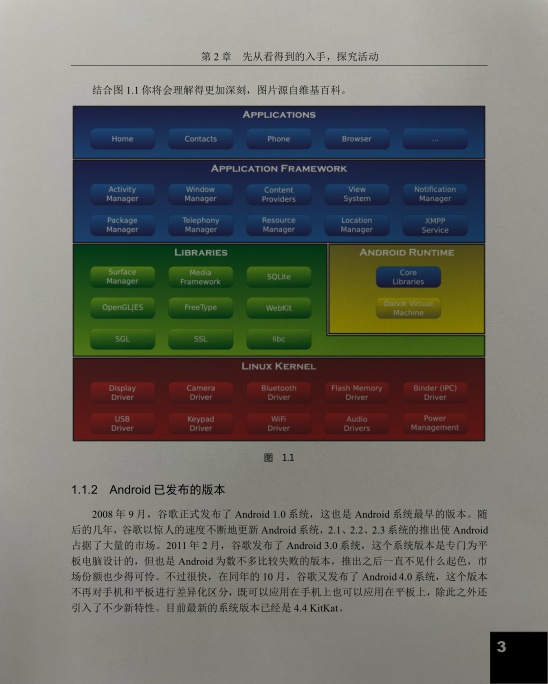 第 2 章 先从看得到的入手，探究活动
结合图 1.1 你将会理解得更加深刻，图片源自维基百科。
APPLICATIONS
Home Contacts Phone Browser ...
APPLICATION FRAMEWORK
Activity Manager Window Manager Content Providers View System Notification Manager
Package Manager Telephony Manager Resource Manager Location Manager XMPP Service
LIBRARIES
Surface Manager Media Framework SQLite
OpenGL|ES FreeType WebKit
SGL SSL libc
ANDROID RUNTIME
Core Libraries
Dalvik Virtual Machine
LINUX KERNEL
Display Driver Camera Driver Bluetooth Driver Flash Memory Driver Binder (IPC) Driver
USB Driver Keypad Driver WiFi Driver Audio Drivers Power Management
图 1.1
1.1.2 Android 已发布的版本
2008 年 9 月，谷歌正式发布了 Android 1.0 系统，这也是 Android 系统最早的版本。随
后的几年，谷歌以惊人的速度不断地更新 Android 系统，2.1、2.2、2.3 系统的推出使 Android
占据了大量的市场。2011 年 2 月，谷歌发布了 Android 3.0 系统，这个系统版本是专门为平
板电脑设计的，但也是 Android 为数不多比较失败的版本，推出之后一直不见什么起色，市
场份额也少得可怜。不过很快，在同年的 10 月，谷歌又发布了 Android 4.0 系统，这个版本
不再对手机和平板进行差异化区分，既可以应用在手机上也可以应用在平板上，除此之外还
引入了不少新特性。目前最新的系统版本已经是 4.4 KitKat。
3